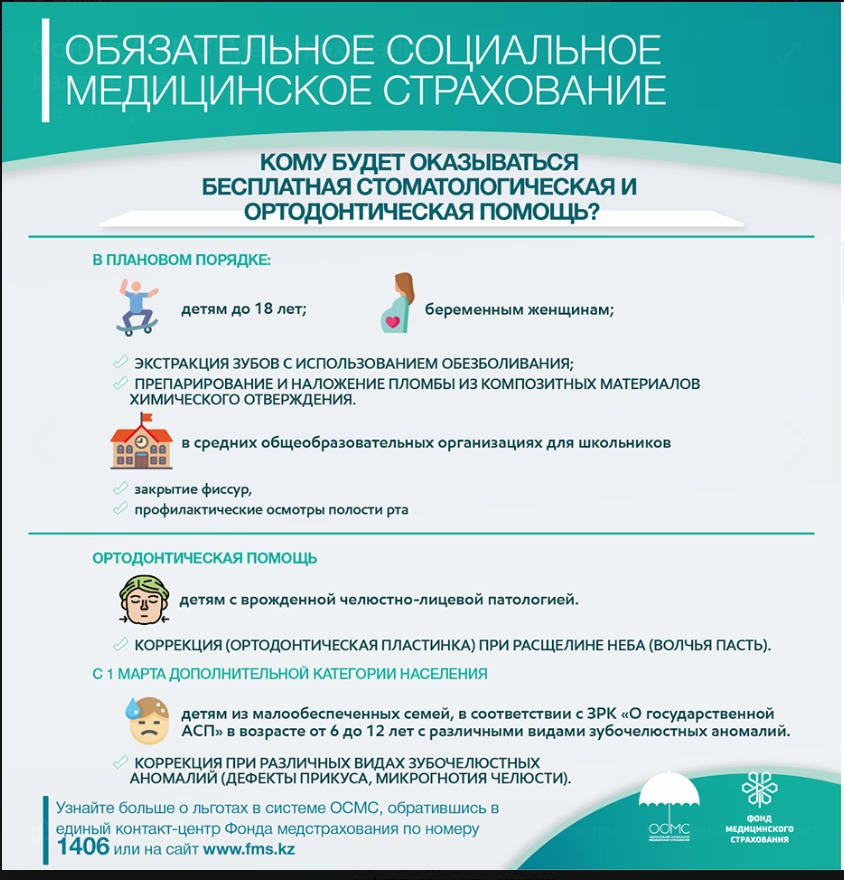 ОБЯЗАТЕЛЬНОЕ СОЦИАЛЬНОЕ
МЕДИЦИНСКОЕ СТРАХОВАНИЕ
КОМУ БУДЕТ ОКАЗЫВАТЬСЯ
БЕСПЛАТНАЯ СТОМАТОЛОГИЧЕСКАЯ И
ОРТОДОНТИЧЕСКАЯ ПОМОЩЬ?
В ПЛАНОВОМ ПОРЯДКЕ:
детям до 18 лет;
беременным женщинам;
ЭКСТРАКЦИЯ ЗУБОВ С ИСПОЛЬЗОВАНИЕМ ОБЕЗБОЛИВАНИЯ;
ПРЕПАРИРОВАНИЕ И НАЛОЖЕНИЕ ПЛОМБЫ ИЗ КОМПОЗИТНЫХ МАТЕРИАЛОВ
ХИМИЧЕСКОГО ОТВЕРЖДЕНИЯ.
в средних общеобразовательных организациях для школьников
закрытие фиссур,
профилактические осмотры полости рта
ОРТОДОНТИЧЕСКАЯ ПОМОЩЬ
детям с врожденной челюстно-лицевой патологией.
КОРРЕКЦИЯ (ОРТОДОНТИЧЕСКАЯ ПЛАСТИНКА) ПРИ РАСЩЕЛИНЕ НЕБА (ВОЛЧЬЯ ПАСТЬ).
С 1 МАРТА ДОПОЛНИТЕЛЬНОЙ КАТЕГОРИИ НАСЕЛЕНИЯ
детям из малообеспеченных семей, в соответствии с ЗРК «О государственной
АСП» в возрасте от 6 до 12 лет с различными видами зубочелюстных аномалий.
КОРРЕКЦИЯ ПРИ РАЗЛИЧНЫХ ВИДАХ ЗУБОЧЕЛЮСТНЫХ
АНОМАЛИЙ (ДЕФЕКТЫ ПРИКУСА, МИКРОГНОТИЯ ЧЕЛЮСТИ).
Узнайте больше о льготах в системе ОСМС, обратившись в
единый контакт-центр Фонда медстрахования по номеру
1406 или на сайт www.fms.kz
ОСМС
ФОНД
МЕДИЦИНСКОГО
СТРАХОВАНИЯ